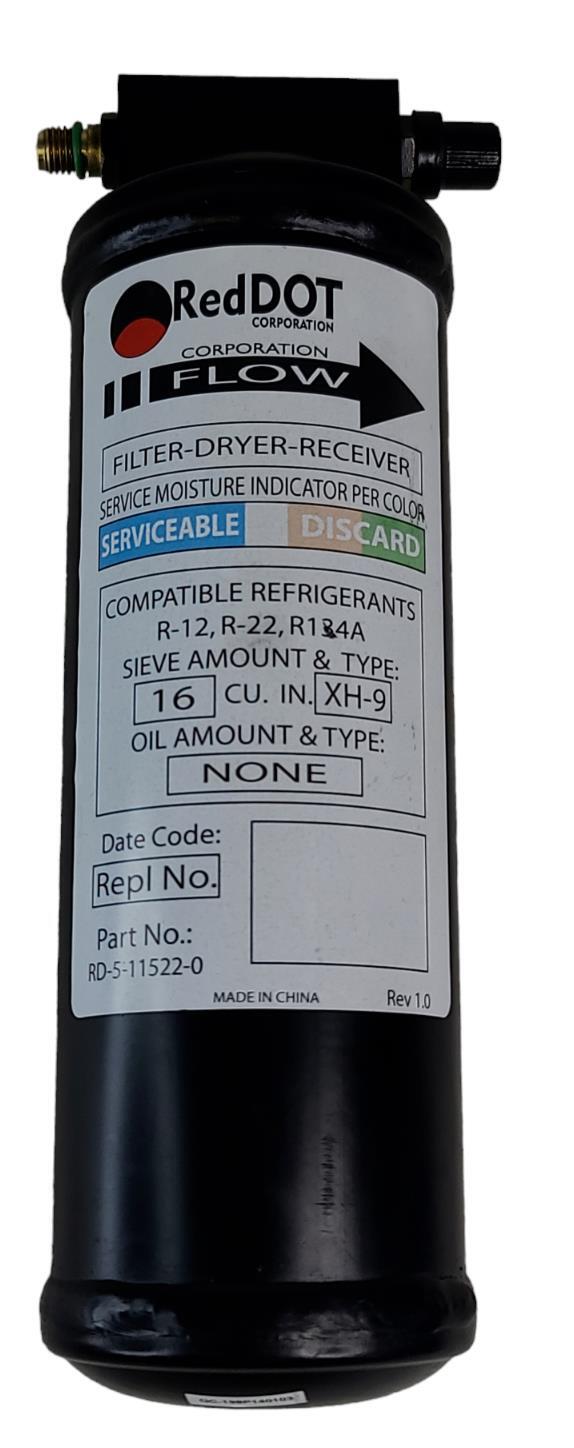 RedDOT
CORPORATION
CORPORATION
FLOW
FILTER-DRYER-RECEIVER
SERVICE MOISTURE INDICATOR PER COLOR
SERVICEABLE DISCARD
COMPATIBLE REFRIGERANTS
R-12, R-22, R134A
SIEVE AMOUNT & TYPE:
16 CU. IN. XH-9
OIL AMOUNT & TYPE:
NONE
Date Code:
Repl No.
Part No.:
RD-5-11522-0
MADE IN CHINA Rev 1.0